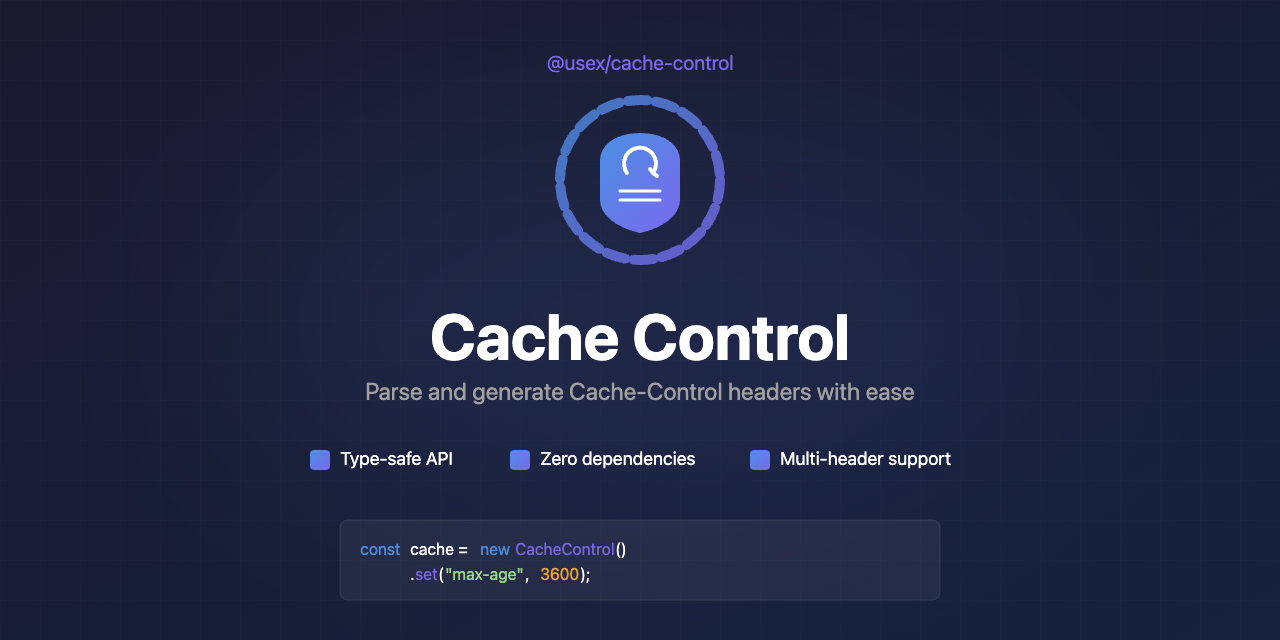 @usex/cache-control
Cache Control
Parse and generate Cache-Control headers with ease
Type-safe API
Zero dependencies
Multi-header support
const cache = new CacheControl()
.set("max-age", 3600);